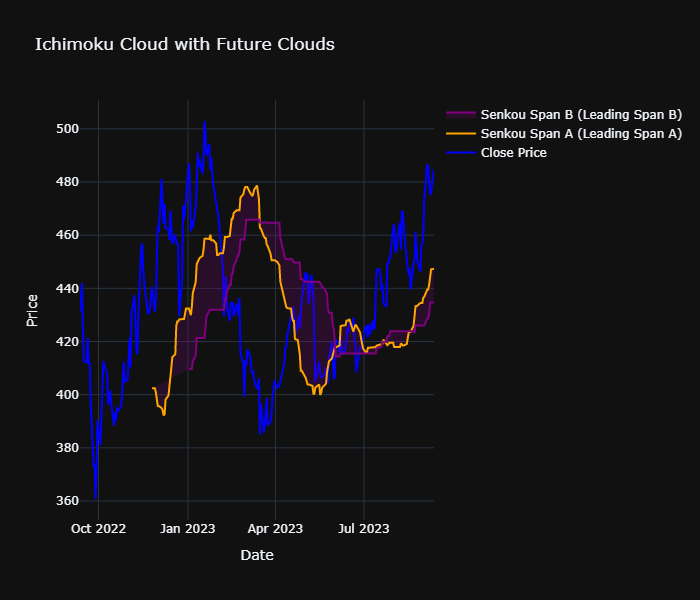 Ichimoku Cloud with Future Clouds
Senkou Span B (Leading Span B)
Senkou Span A (Leading Span A)
Close Price
500
480
460
440
420
400
380
360
Price
Oct 2022
Jan 2023
Apr 2023
Jul 2023
Date